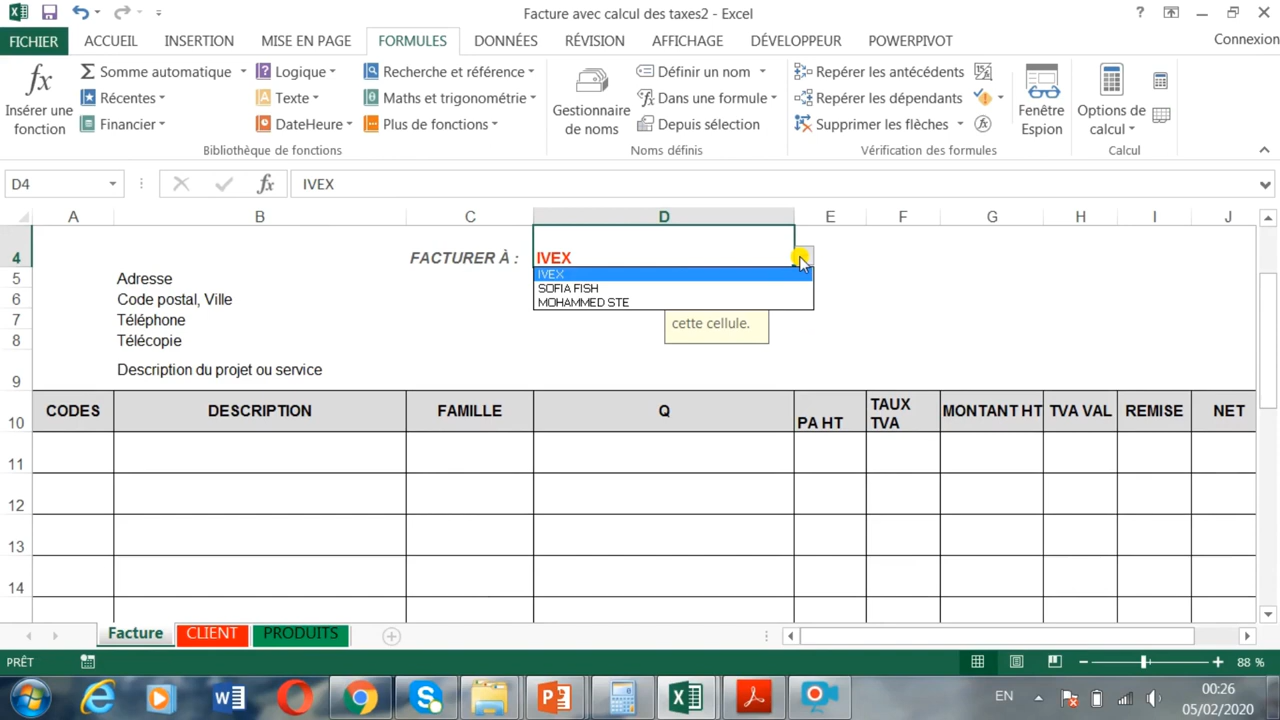 Facture avec calcul des taxes2 - Excel
FICHIER ACCUEIL INSERTION MISE EN PAGE FORMULES DONNÉES RÉVISION AFFICHAGE DÉVELOPPEUR POWERPIVOT Connexion
Insérer une fonction
Somme automatique
Récentes
Financier
Logique
Texte
DateHeure
Recherche et référence
Maths et trigonométrie
Plus de fonctions
Bibliothèque de fonctions
Gestionnaire de noms
Définir un nom
Dans une formule
Depuis sélection
Noms définis
Repérer les antécédents
Repérer les dépendants
Supprimer les flèches
Vérification des formules
Fenêtre Espion
Options de calcul
Calcul
D4 fx IVEX
A B C D E F G H I J
4 FACTURER À : IVEX
IVEX
SOFIA FISH
MOHAMMED STE
cette cellule.
5 Adresse
6 Code postal, Ville
7 Téléphone
8 Télécopie
9 Description du projet ou service
10 CODES DESCRIPTION FAMILLE Q PA HT TAUX TVA MONTANT HT TVA VAL REMISE NET
11
12
13
14
Facture CLIENT PRODUITS
PRÊT 88 %
EN 00:26
05/02/2020